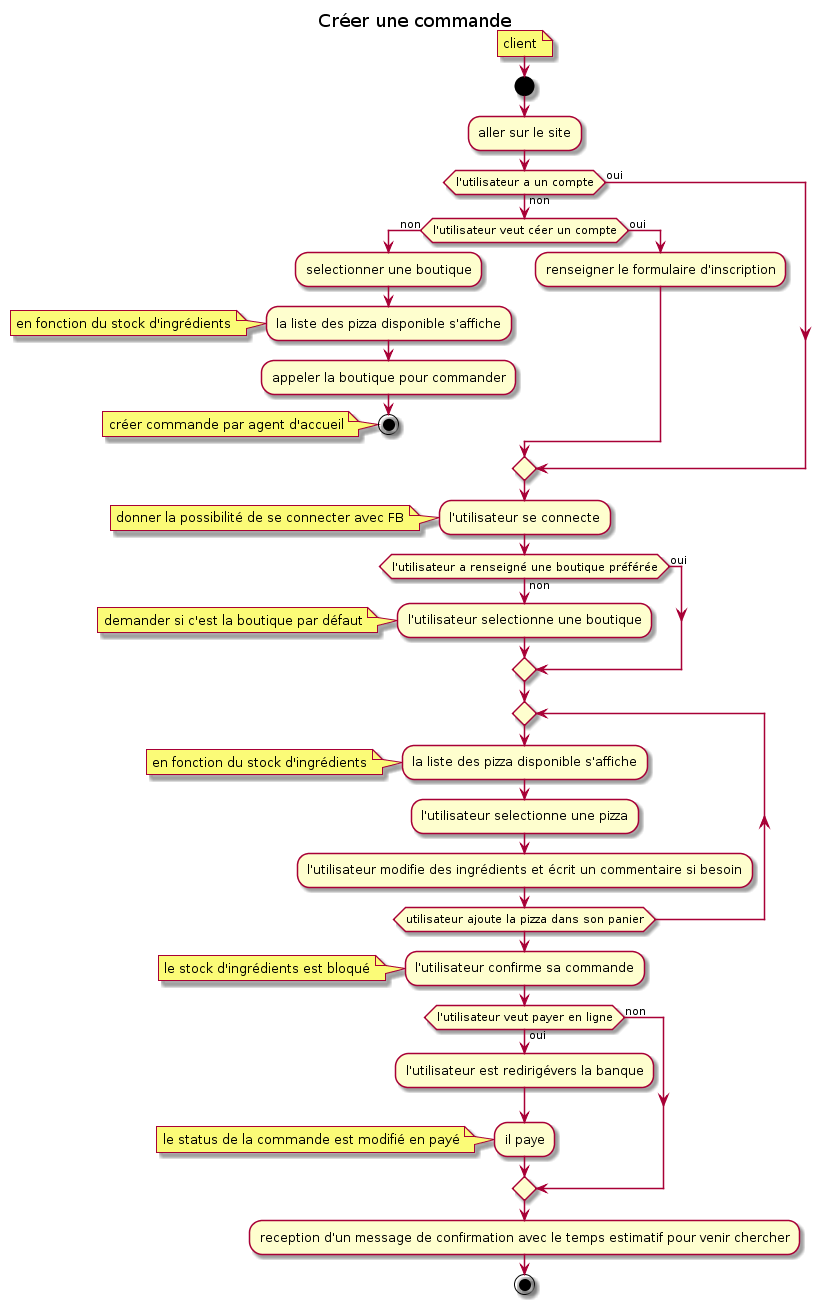 Créer une commande
client
aller sur le site
l'utilisateur a un compte
oui
non
non
l'utilisateur veut céer un compte
oui
selectionner une boutique
renseigner le formulaire d'inscription
en fonction du stock d'ingrédients
la liste des pizza disponible s'affiche
appeler la boutique pour commander
créer commande par agent d'accueil
donner la possibilité de se connecter avec FB
l'utilisateur se connecte
l'utilisateur a renseigné une boutique préférée
oui
non
demander si c'est la boutique par défaut
l'utilisateur selectionne une boutique
en fonction du stock d'ingrédients
la liste des pizza disponible s'affiche
l'utilisateur selectionne une pizza
l'utilisateur modifie des ingrédients et écrit un commentaire si besoin
utilisateur ajoute la pizza dans son panier
le stock d'ingrédients est bloqué
l'utilisateur confirme sa commande
l'utilisateur veut payer en ligne
non
oui
l'utilisateur est redirigévers la banque
le status de la commande est modifié en payé
il paye
reception d'un message de confirmation avec le temps estimatif pour venir chercher